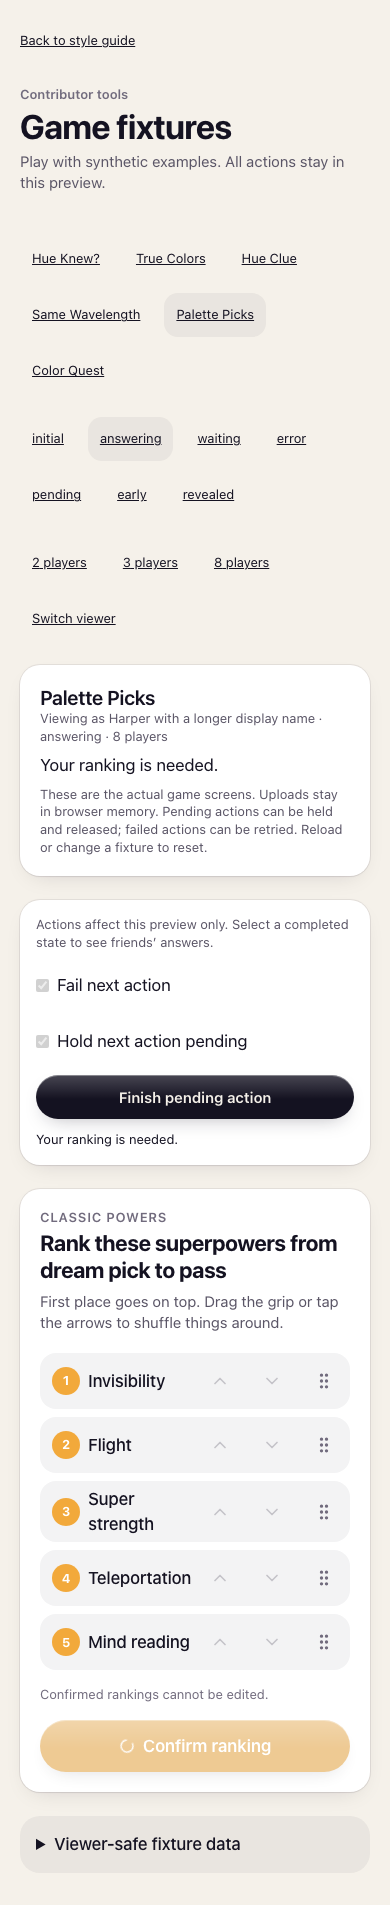 Back to style guide
Contributor tools
Game fixtures
Play with synthetic examples. All actions stay in
this preview.
Hue Knew? True Colors Hue Clue
Same Wavelength Palette Picks
Color Quest
initial answering waiting error
pending early revealed
2 players 3 players 8 players
Switch viewer
Palette Picks
Viewing as Harper with a longer display name ·
answering · 8 players
Your ranking is needed.
These are the actual game screens. Uploads stay
in browser memory. Pending actions can be held
and released; failed actions can be retried. Reload
or change a fixture to reset.
Actions affect this preview only. Select a completed
state to see friends’ answers.
Fail next action
Hold next action pending
Finish pending action
Your ranking is needed.
CLASSIC POWERS
Rank these superpowers from
dream pick to pass
First place goes on top. Drag the grip or tap
the arrows to shuffle things around.
1 Invisibility
2 Flight
3 Super
strength
4 Teleportation
5 Mind reading
Confirmed rankings cannot be edited.
Confirm ranking
Viewer-safe fixture data